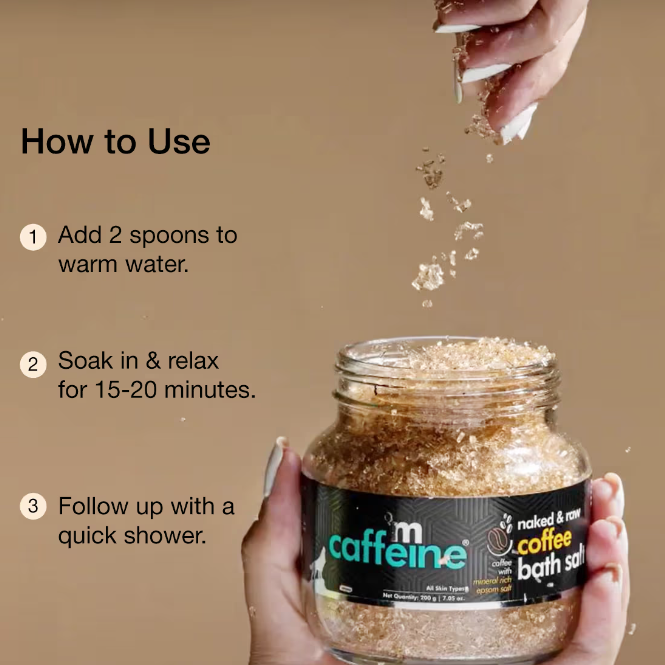 How to Use
1 Add 2 spoons to
warm water.
2 Soak in & relax
for 15-20 minutes.
3 Follow up with a
quick shower.
m
caffeine®
naked & raw
coffee
bath salt
coffee
with
mineral rich
epsom salt
All Skin Types
Net Quantity: 200 g | 7.05 oz.